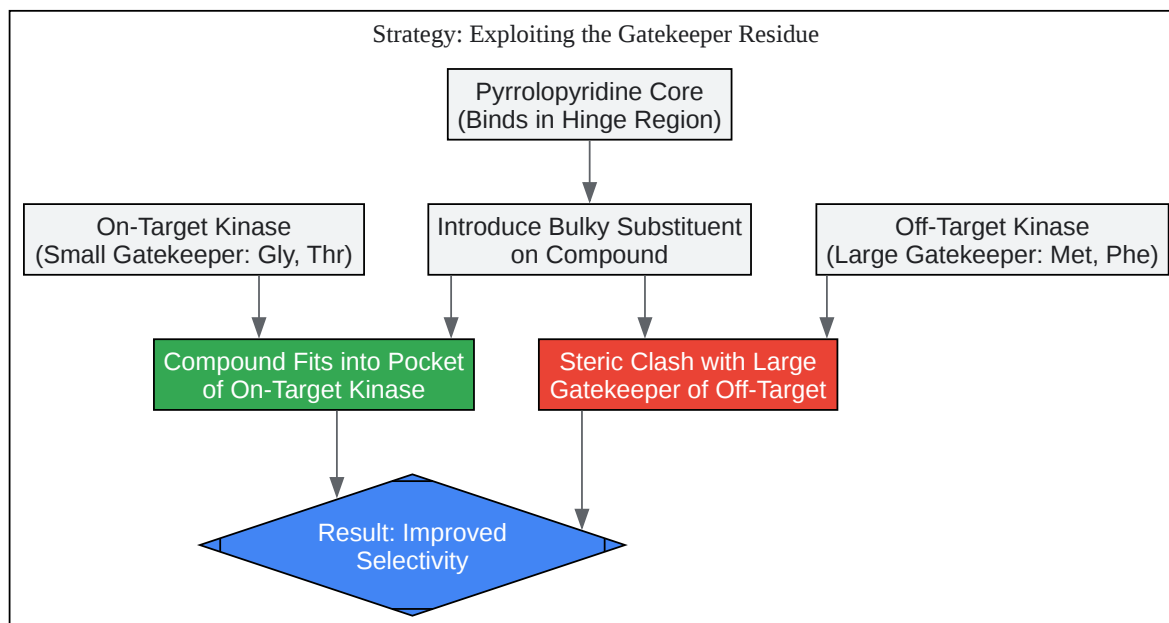 Strategy: Exploiting the Gatekeeper Residue
Pyrrolopyridine Core
(Binds in Hinge Region)
On-Target Kinase
(Small Gatekeeper: Gly, Thr)
Introduce Bulky Substituent
on Compound
Off-Target Kinase
(Large Gatekeeper: Met, Phe)
Compound Fits into Pocket
of On-Target Kinase
Steric Clash with Large
Gatekeeper of Off-Target
Result: Improved
Selectivity